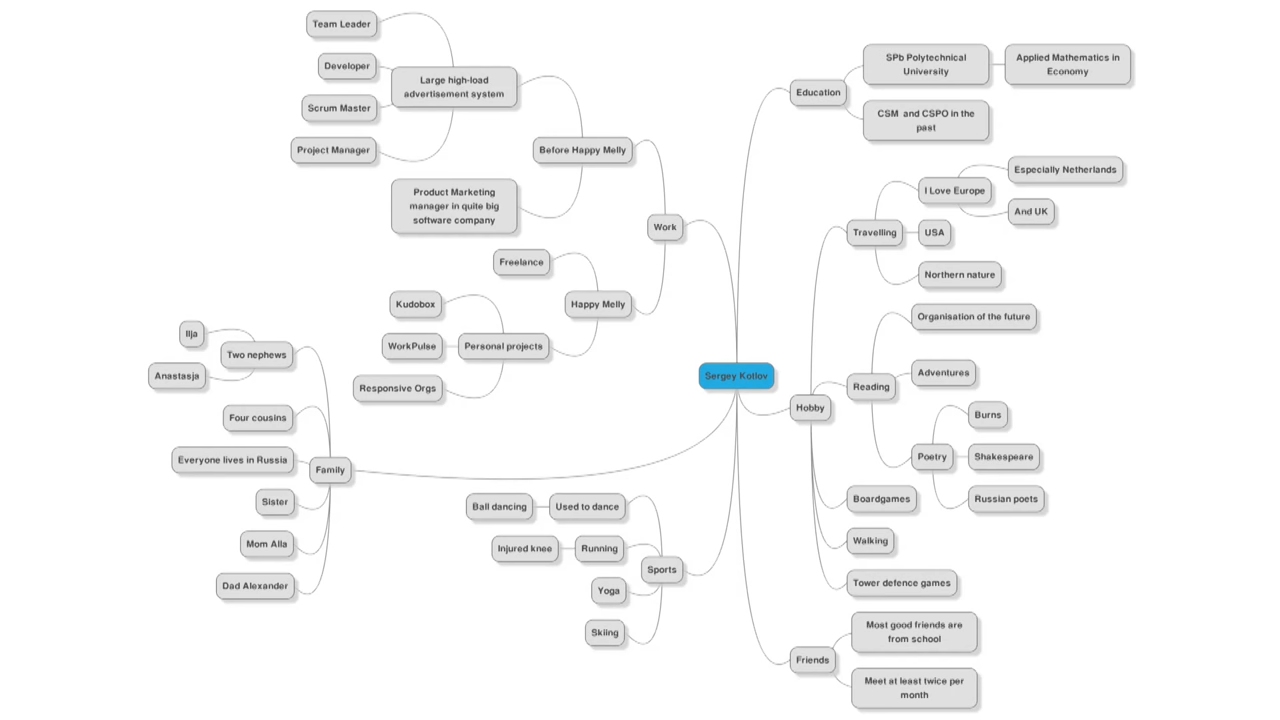 Team Leader
Developer
Scrum Master
Project Manager
Large high-load
advertisement system
Product Marketing
manager in quite big
software company
Before Happy Melly
Work
Freelance
Happy Melly
Kudobox
WorkPulse
Responsive Orgs
Personal projects
Ilja
Anastasja
Two nephews
Four cousins
Everyone lives in Russia
Sister
Mom Alla
Dad Alexander
Family
Ball dancing
Used to dance
Injured knee
Running
Yoga
Skiing
Sports
Sergey Kotlov
Education
SPb Polytechnical
University
Applied Mathematics in
Economy
CSM and CSPO in the
past
Hobby
Travelling
I Love Europe
Especially Netherlands
And UK
USA
Northern nature
Reading
Organisation of the future
Adventures
Poetry
Burns
Shakespeare
Russian poets
Boardgames
Walking
Tower defence games
Friends
Most good friends are
from school
Meet at least twice per
month